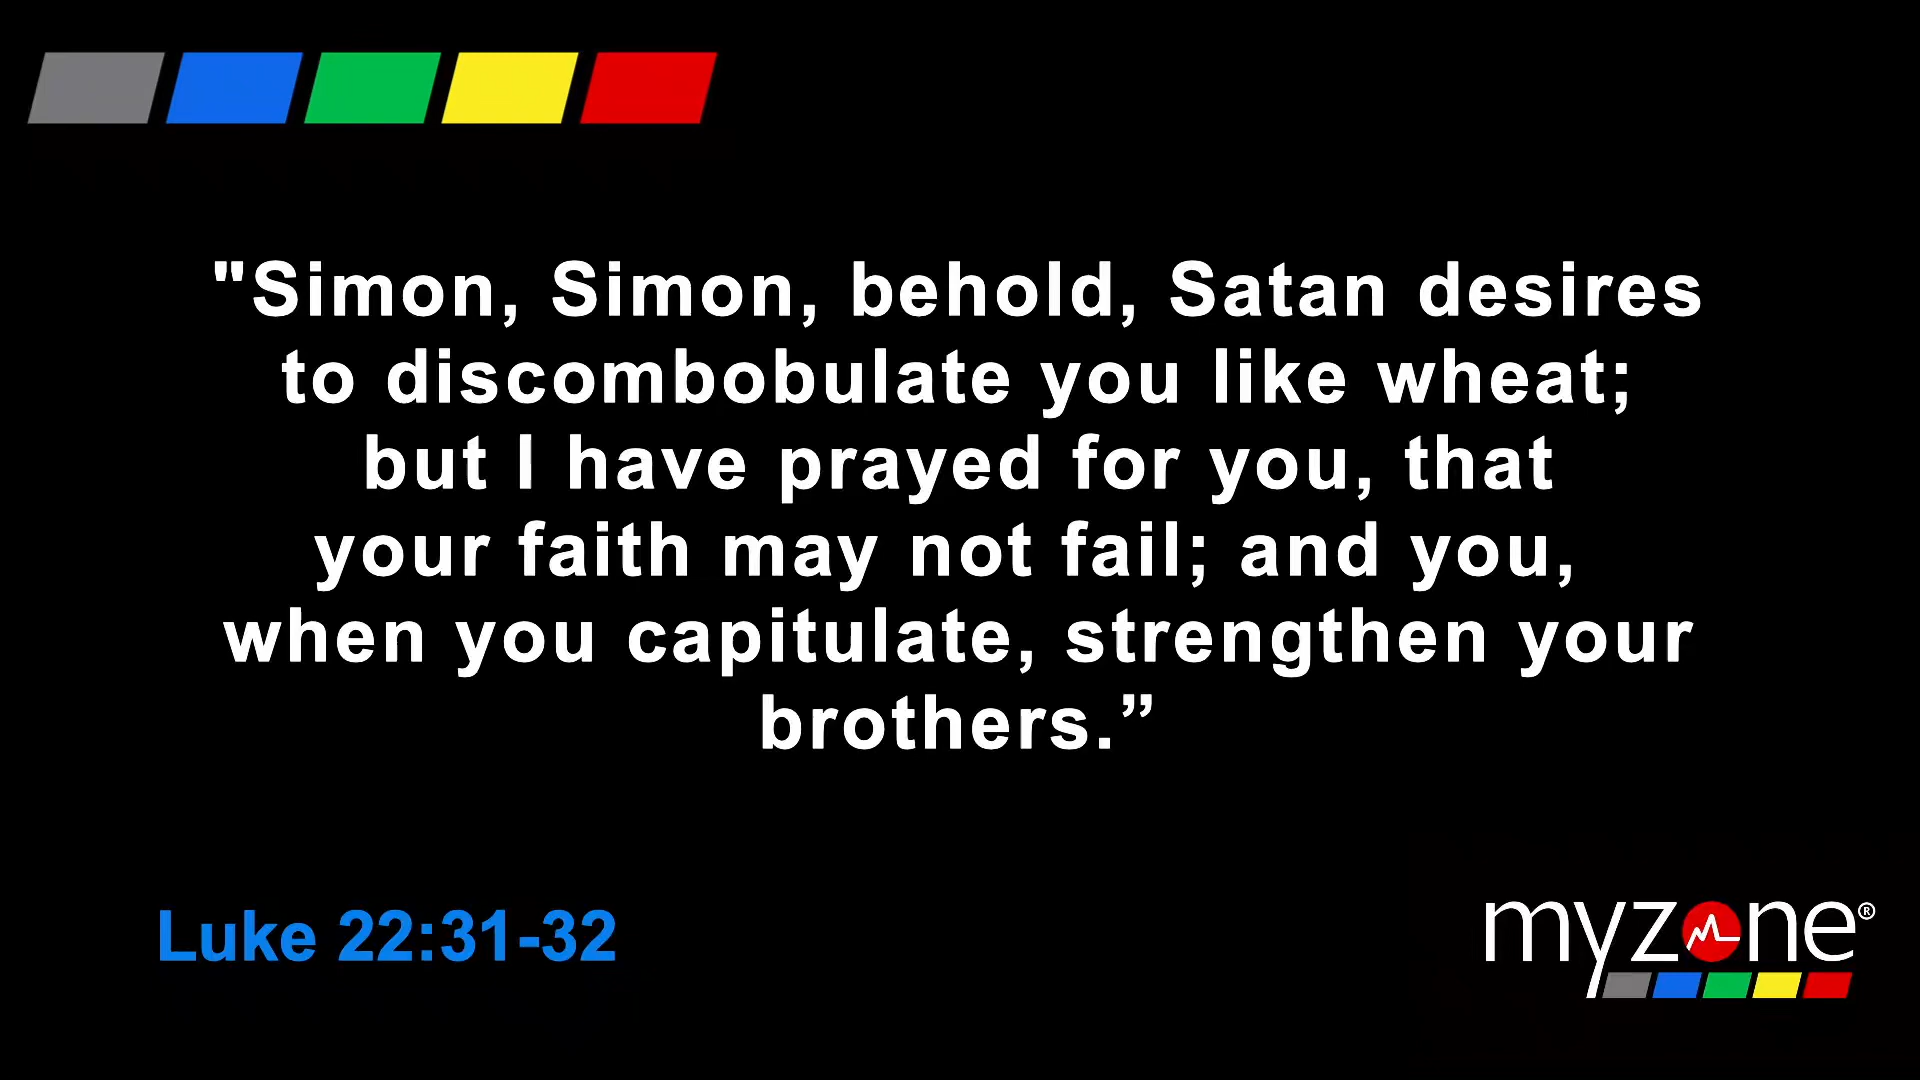 "Simon, Simon, behold, Satan desires
to discombobulate you like wheat;
but I have prayed for you, that
your faith may not fail; and you,
when you capitulate, strengthen your
brothers.”
Luke 22:31-32
myzone®